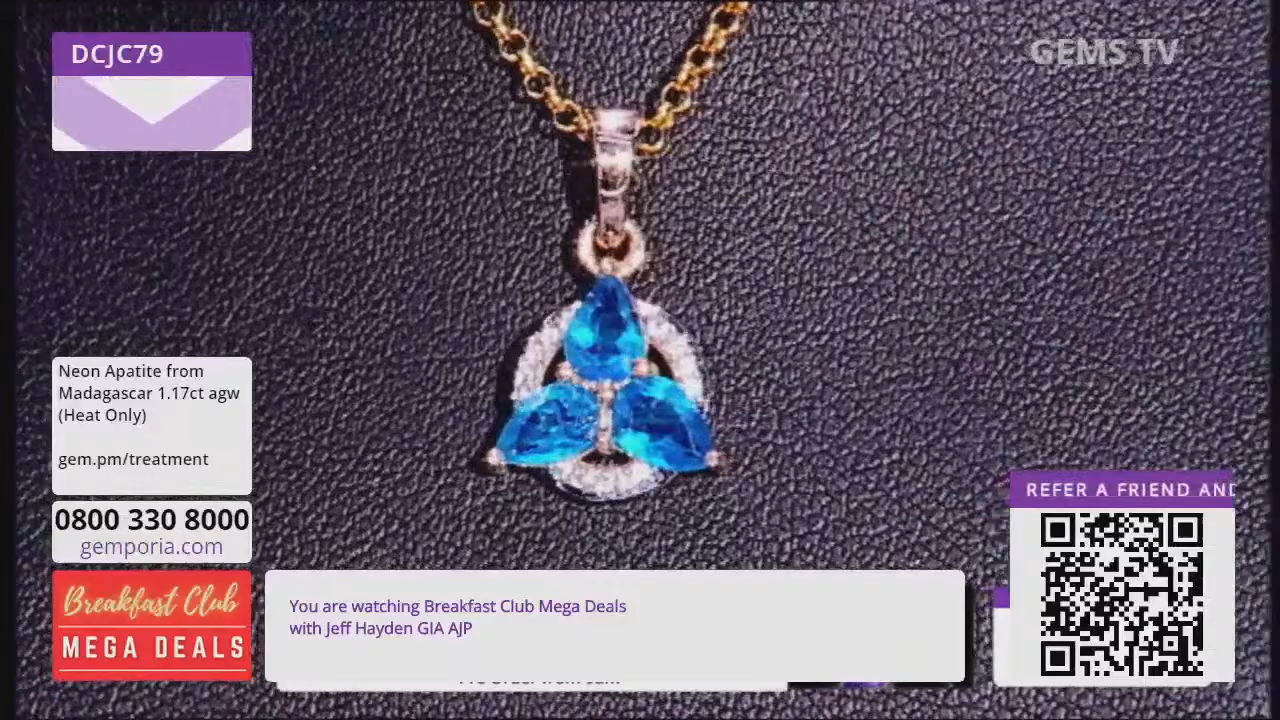 DCJC79
GEMS TV
Neon Apatite from
Madagascar 1.17ct agw
(Heat Only)
gem.pm/treatment
0800 330 8000
gemporia.com
Breakfast Club
MEGA DEALS
You are watching Breakfast Club Mega Deals
with Jeff Hayden GIA AJP
REFER A FRIEND AND